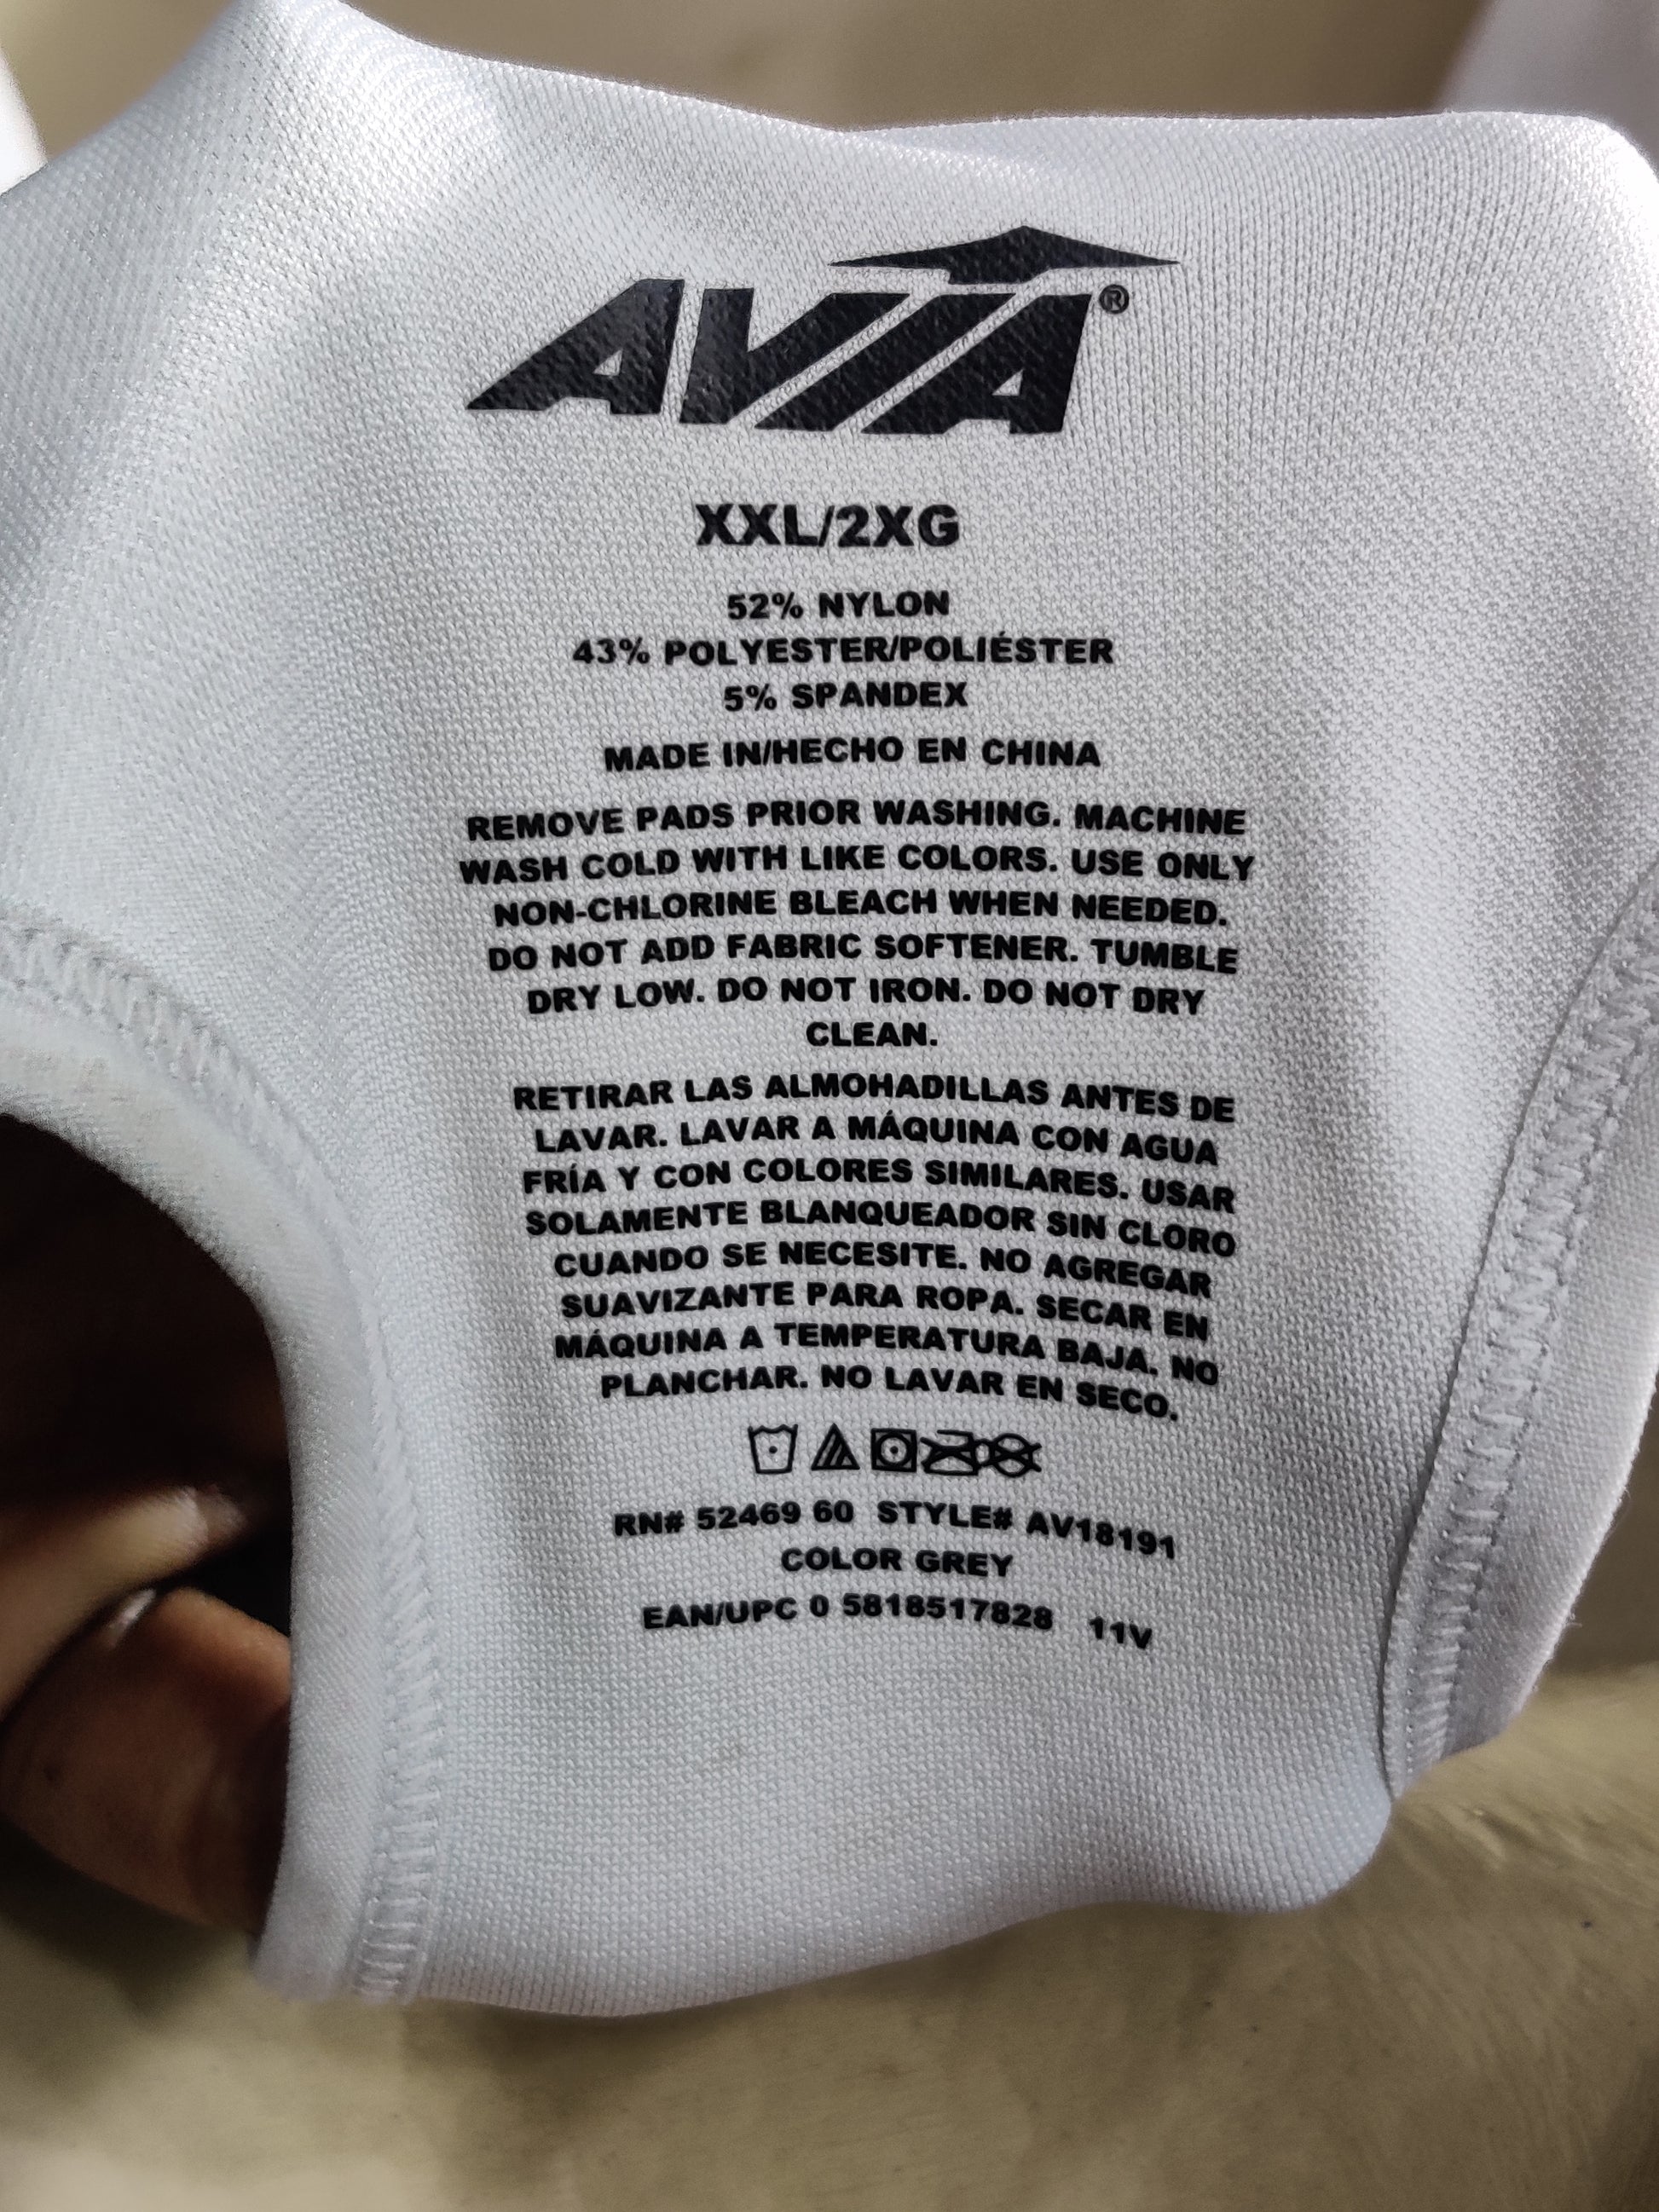 AVIA®
XXL/2XG
52% NYLON
43% POLYESTER/POLIÉSTER
5% SPANDEX
MADE IN/HECHO EN CHINA
REMOVE PADS PRIOR WASHING. MACHINE
WASH COLD WITH LIKE COLORS. USE ONLY
NON-CHLORINE BLEACH WHEN NEEDED.
DO NOT ADD FABRIC SOFTENER. TUMBLE
DRY LOW. DO NOT IRON. DO NOT DRY
CLEAN.
RETIRAR LAS ALMOHADILLAS ANTES DE
LAVAR. LAVAR A MÁQUINA CON AGUA
FRÍA Y CON COLORES SIMILARES. USAR
SOLAMENTE BLANQUEADOR SIN CLORO
CUANDO SE NECESITE. NO AGREGAR
SUAVIZANTE PARA ROPA. SECAR EN
MÁQUINA A TEMPERATURA BAJA. NO
PLANCHAR. NO LAVAR EN SECO.
RN# 52469 60 STYLE# AV18191
COLOR GREY
EAN/UPC 0 5818517828 11V